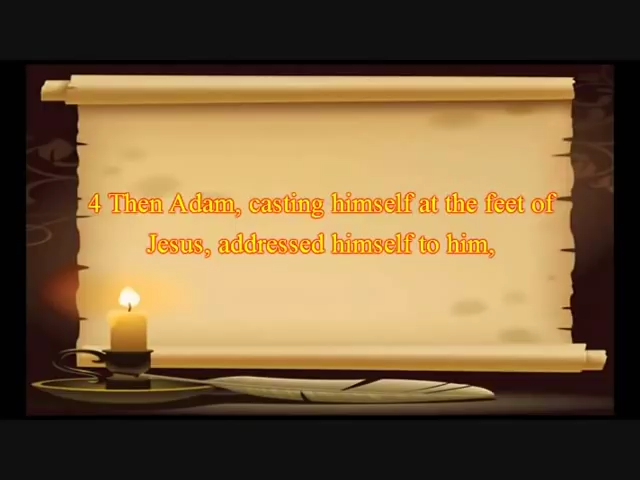 4 Then Adam, casting himself at the feet of
Jesus, addressed himself to him,